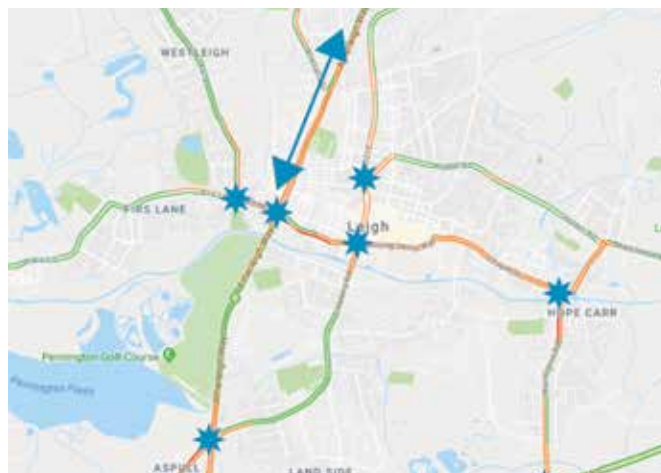 WESTLEIGH
FIRS LANE
Leigh
HOPE CARR
Pennington Golf Course
Pennington Flash
ASPULL
LAND SIDE